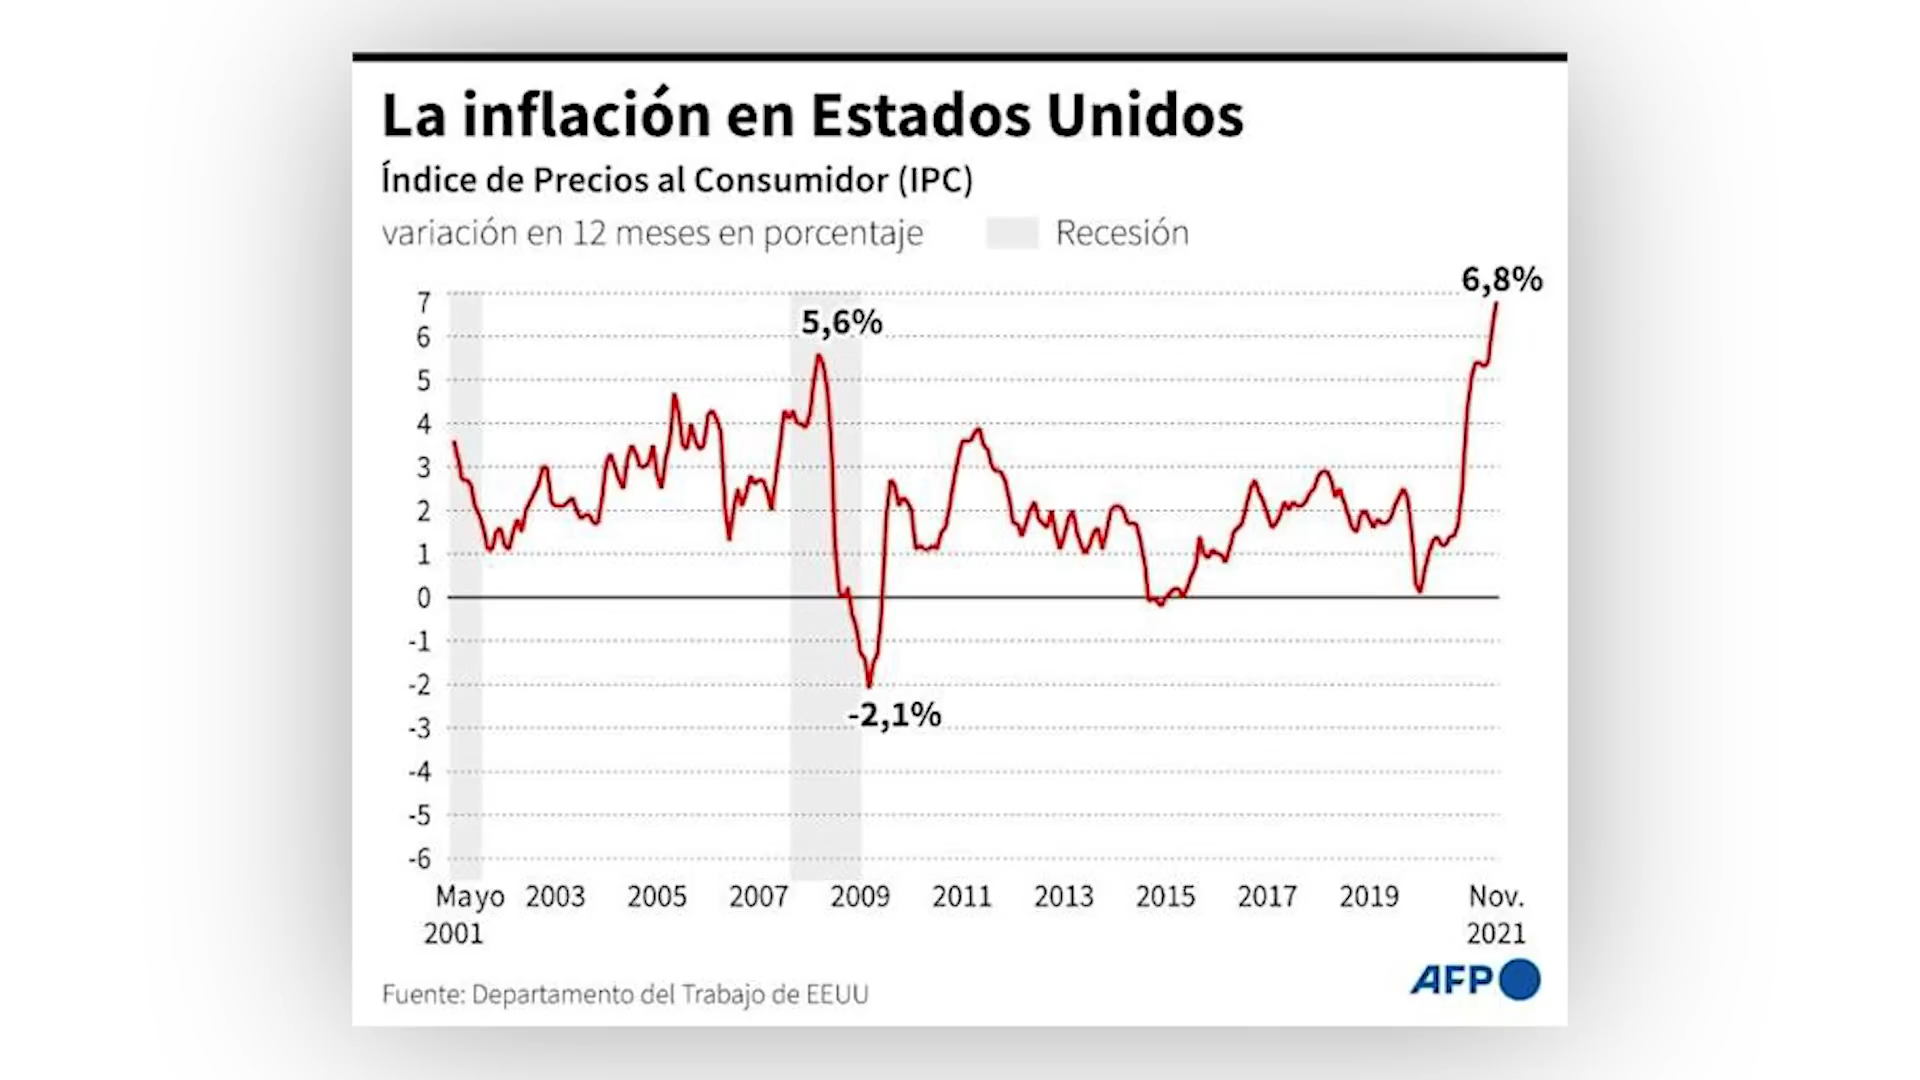 La inflación en Estados Unidos
Índice de Precios al Consumidor (IPC)
variación en 12 meses en porcentaje
Recesión
6,8%
5,6%
-2,1%
7
6
5
4
3
2
1
0
-1
-2
-3
-4
-5
-6
Mayo 2003 2005 2007 2009 2011 2013 2015 2017 2019 Nov.
2001 2021
AFP
Fuente: Departamento del Trabajo de EEUU